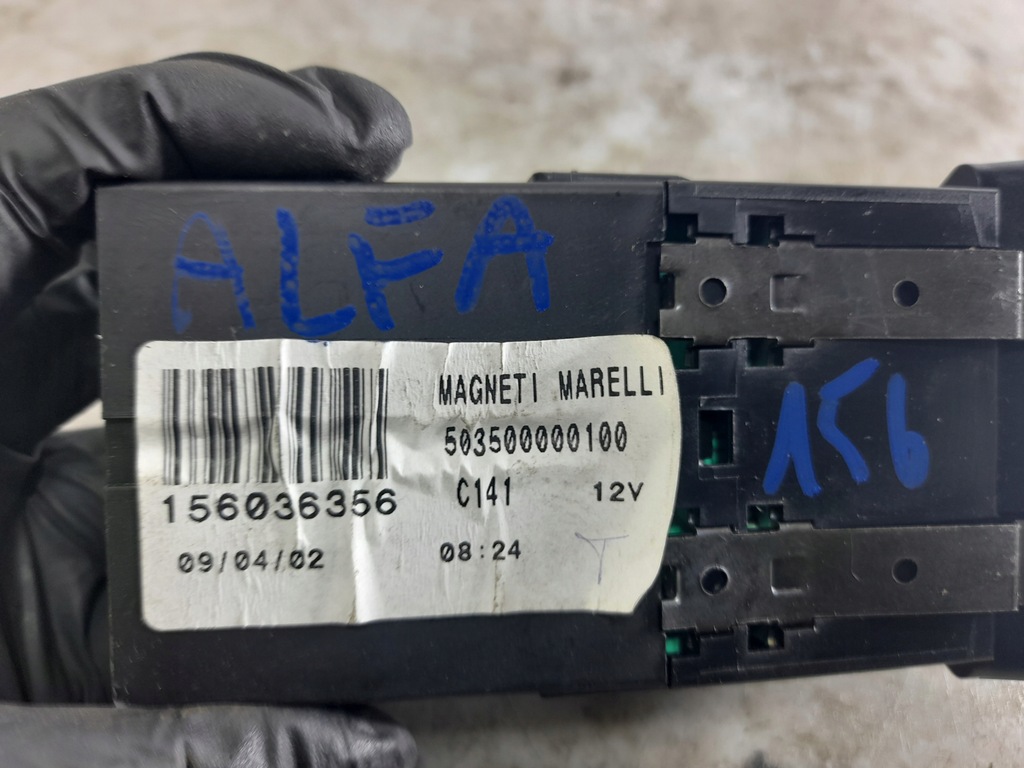 ALFA
MAGNETI MARELLI
503500000100
156036356
C141 12V
09/04/02 08:24
T
156